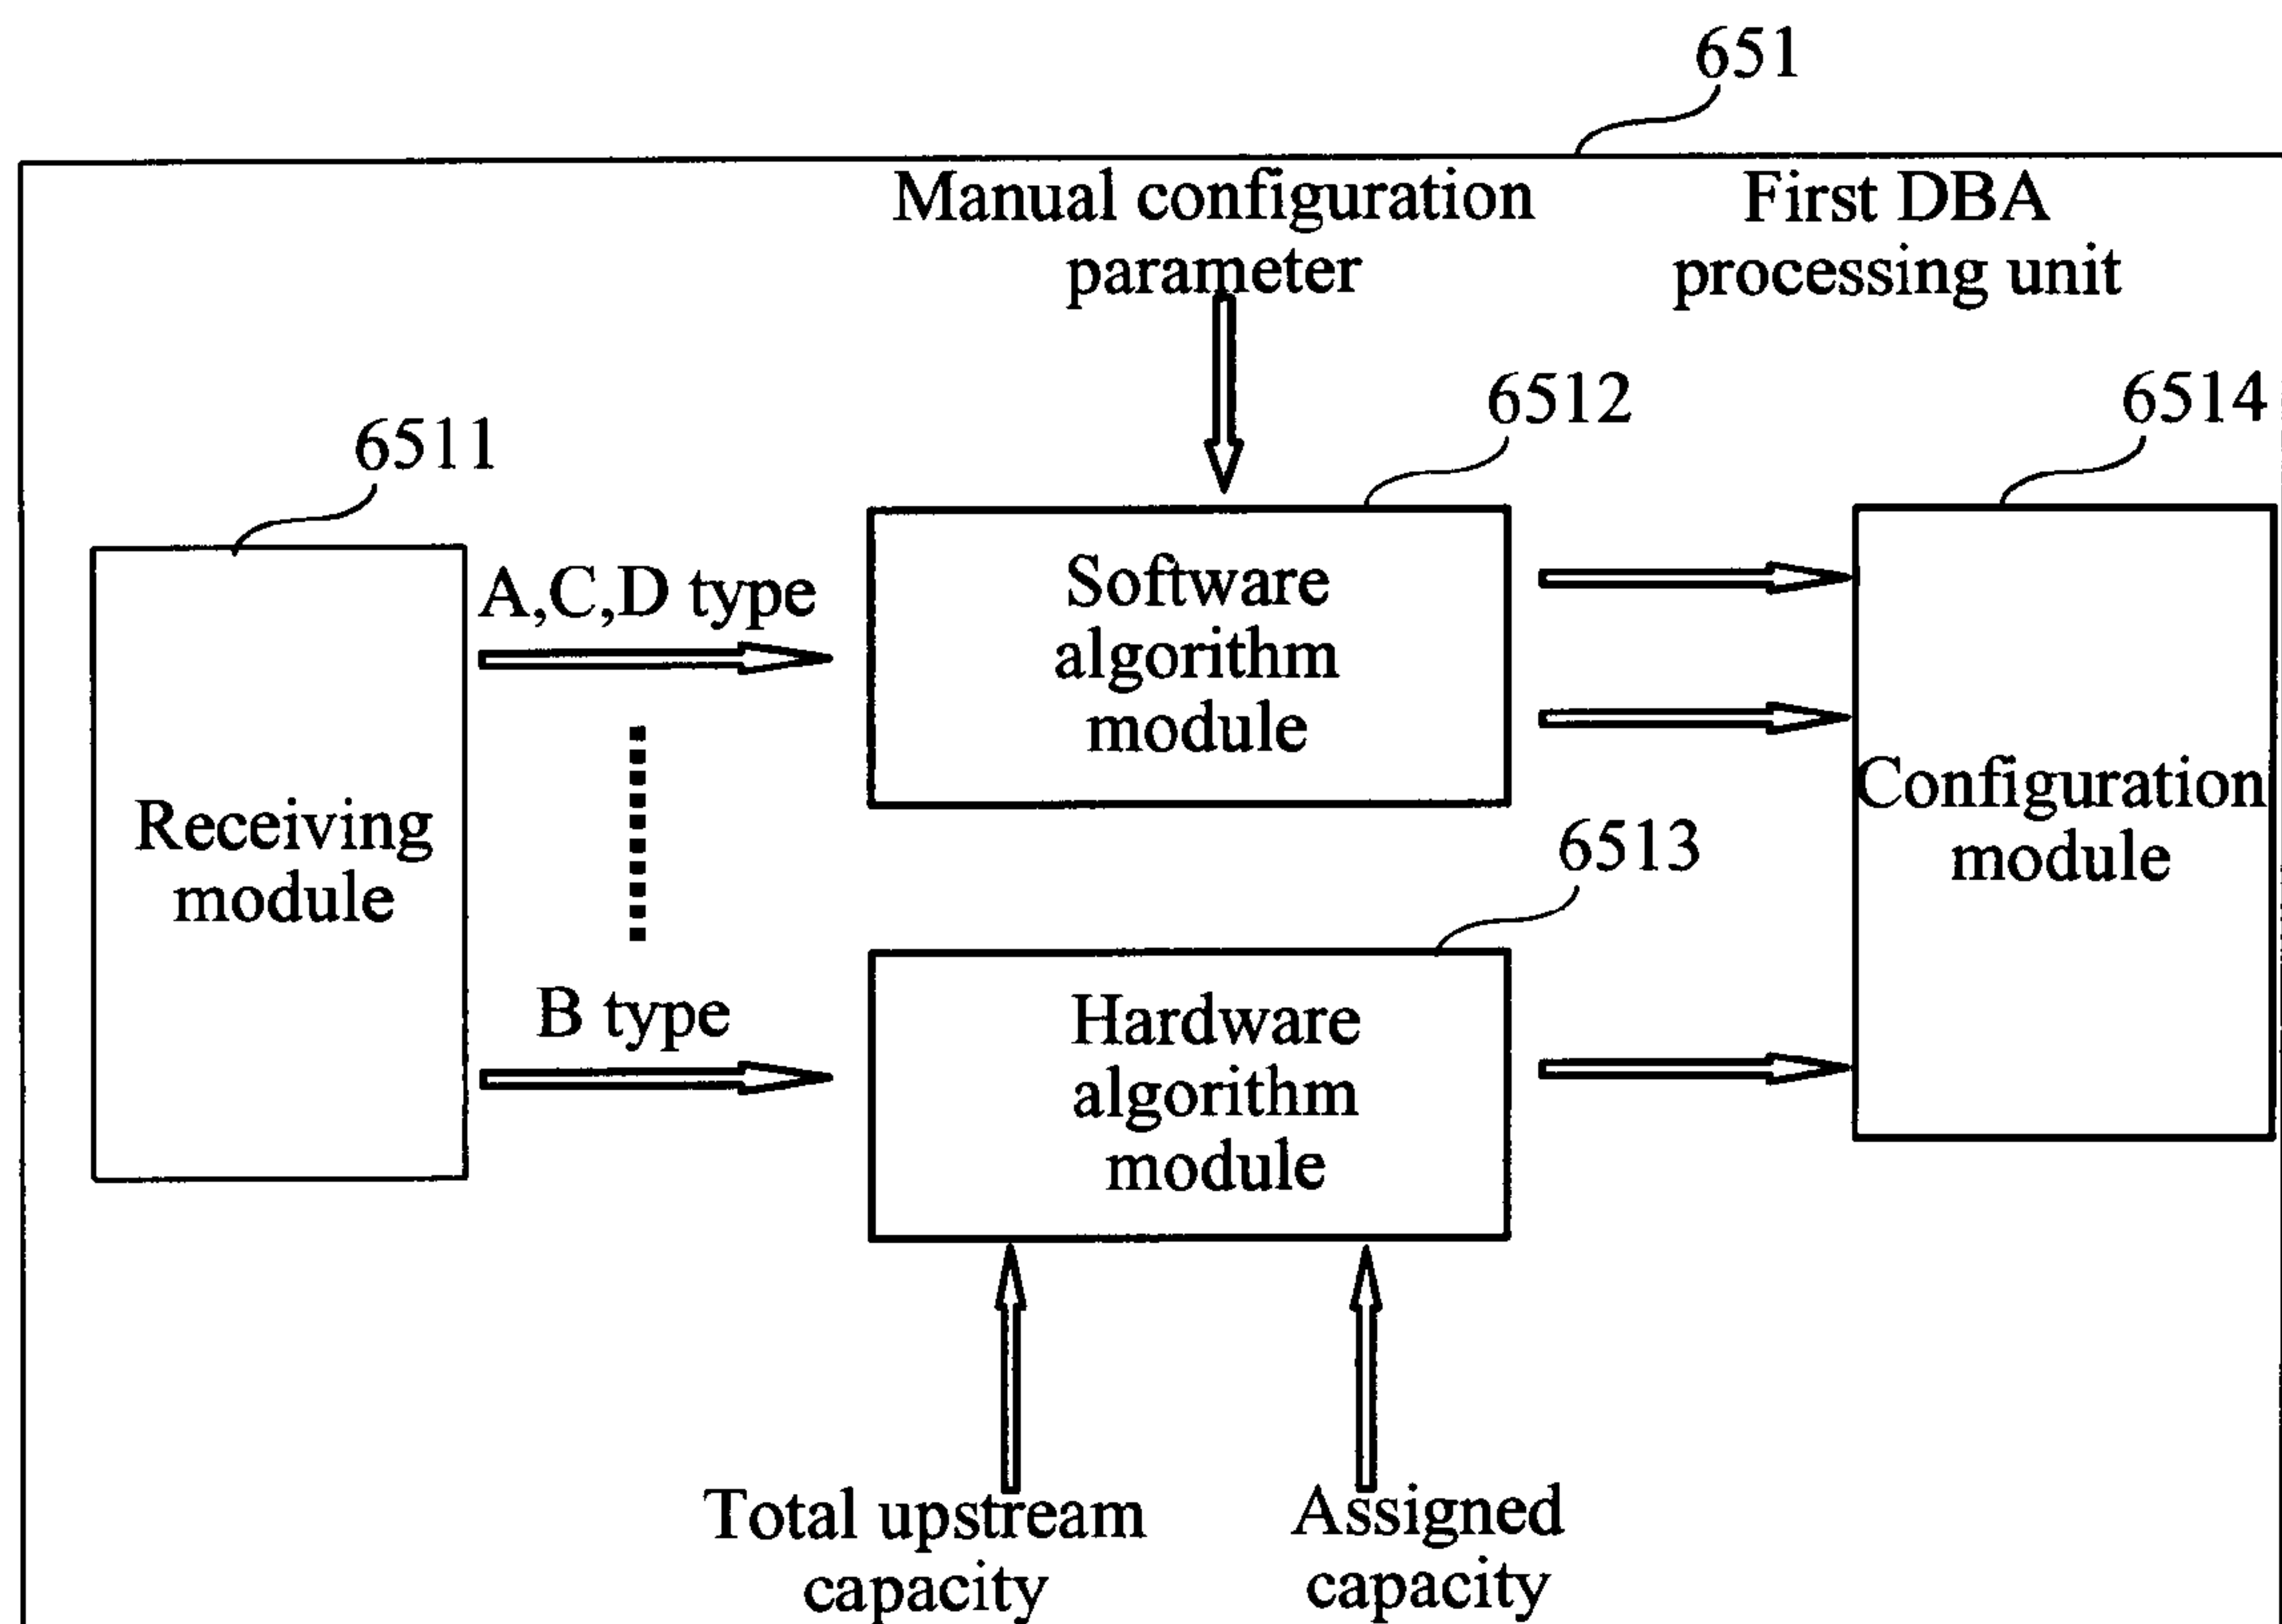 651
Manual configuration
parameter
First DBA
processing unit
6511
6512
6514
A,C,D type
Software
algorithm
module
Receiving
module
Configuration
module
6513
B type
Hardware
algorithm
module
Total upstream
capacity
Assigned
capacity